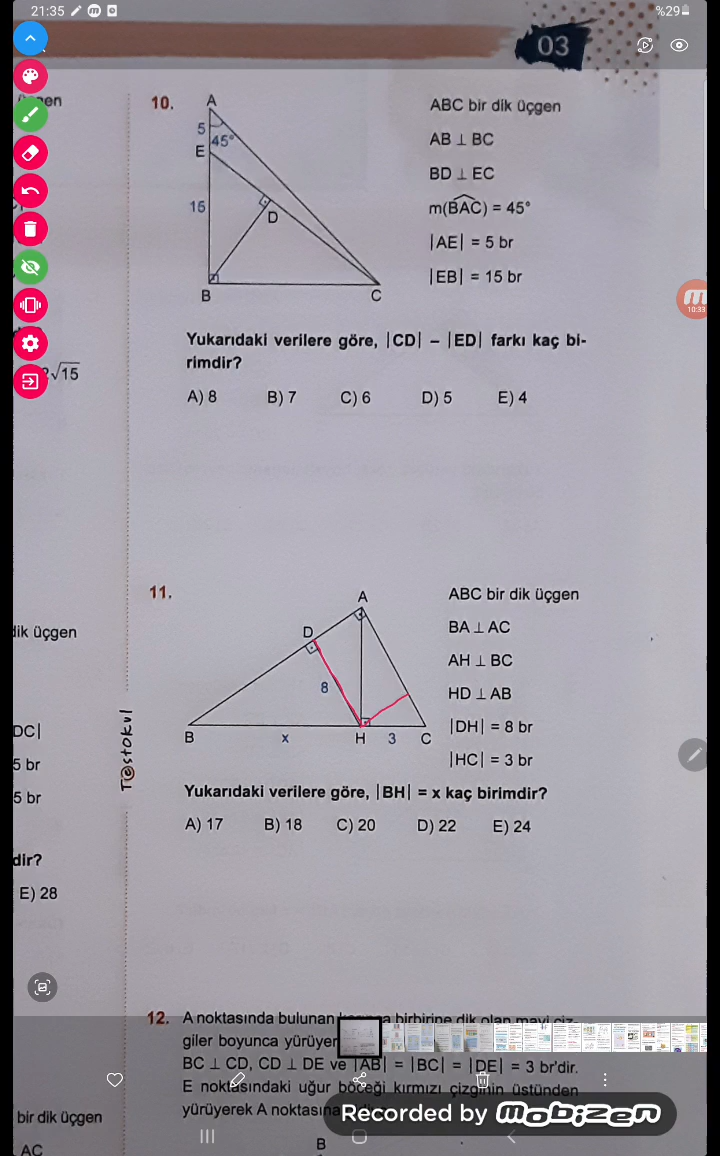 21:35
%29
03
10.
A
5
45°
E
15
D
B
C
ABC bir dik üçgen
AB ⊥ BC
BD ⊥ EC
m(BAC) = 45°
|AE| = 5 br
|EB| = 15 br
10:33
Yukarıdaki verilere göre, |CD| – |ED| farkı kaç bi-
rimdir?
A) 8 B) 7 C) 6 D) 5 E) 4
√15
11.
A
D
8
B
x
H
3
C
ABC bir dik üçgen
BA ⊥ AC
AH ⊥ BC
HD ⊥ AB
|DH| = 8 br
|HC| = 3 br
Yukarıdaki verilere göre, |BH| = x kaç birimdir?
A) 17 B) 18 C) 20 D) 22 E) 24
dik üçgen
DC|
5 br
5 br
dir?
E) 28
Testokul
12. A noktasında bulunan birbirine dik olan mavi çiz-
giler boyunca yürüyer
BC ⊥ CD, CD ⊥ DE ve |AB| = |BC| = |DE| = 3 br'dir.
E noktasındaki uğur böceği kırmızı çizginin üstünden
yürüyerek A noktasına
B
bir dik üçgen
AC
Recorded by mobizen